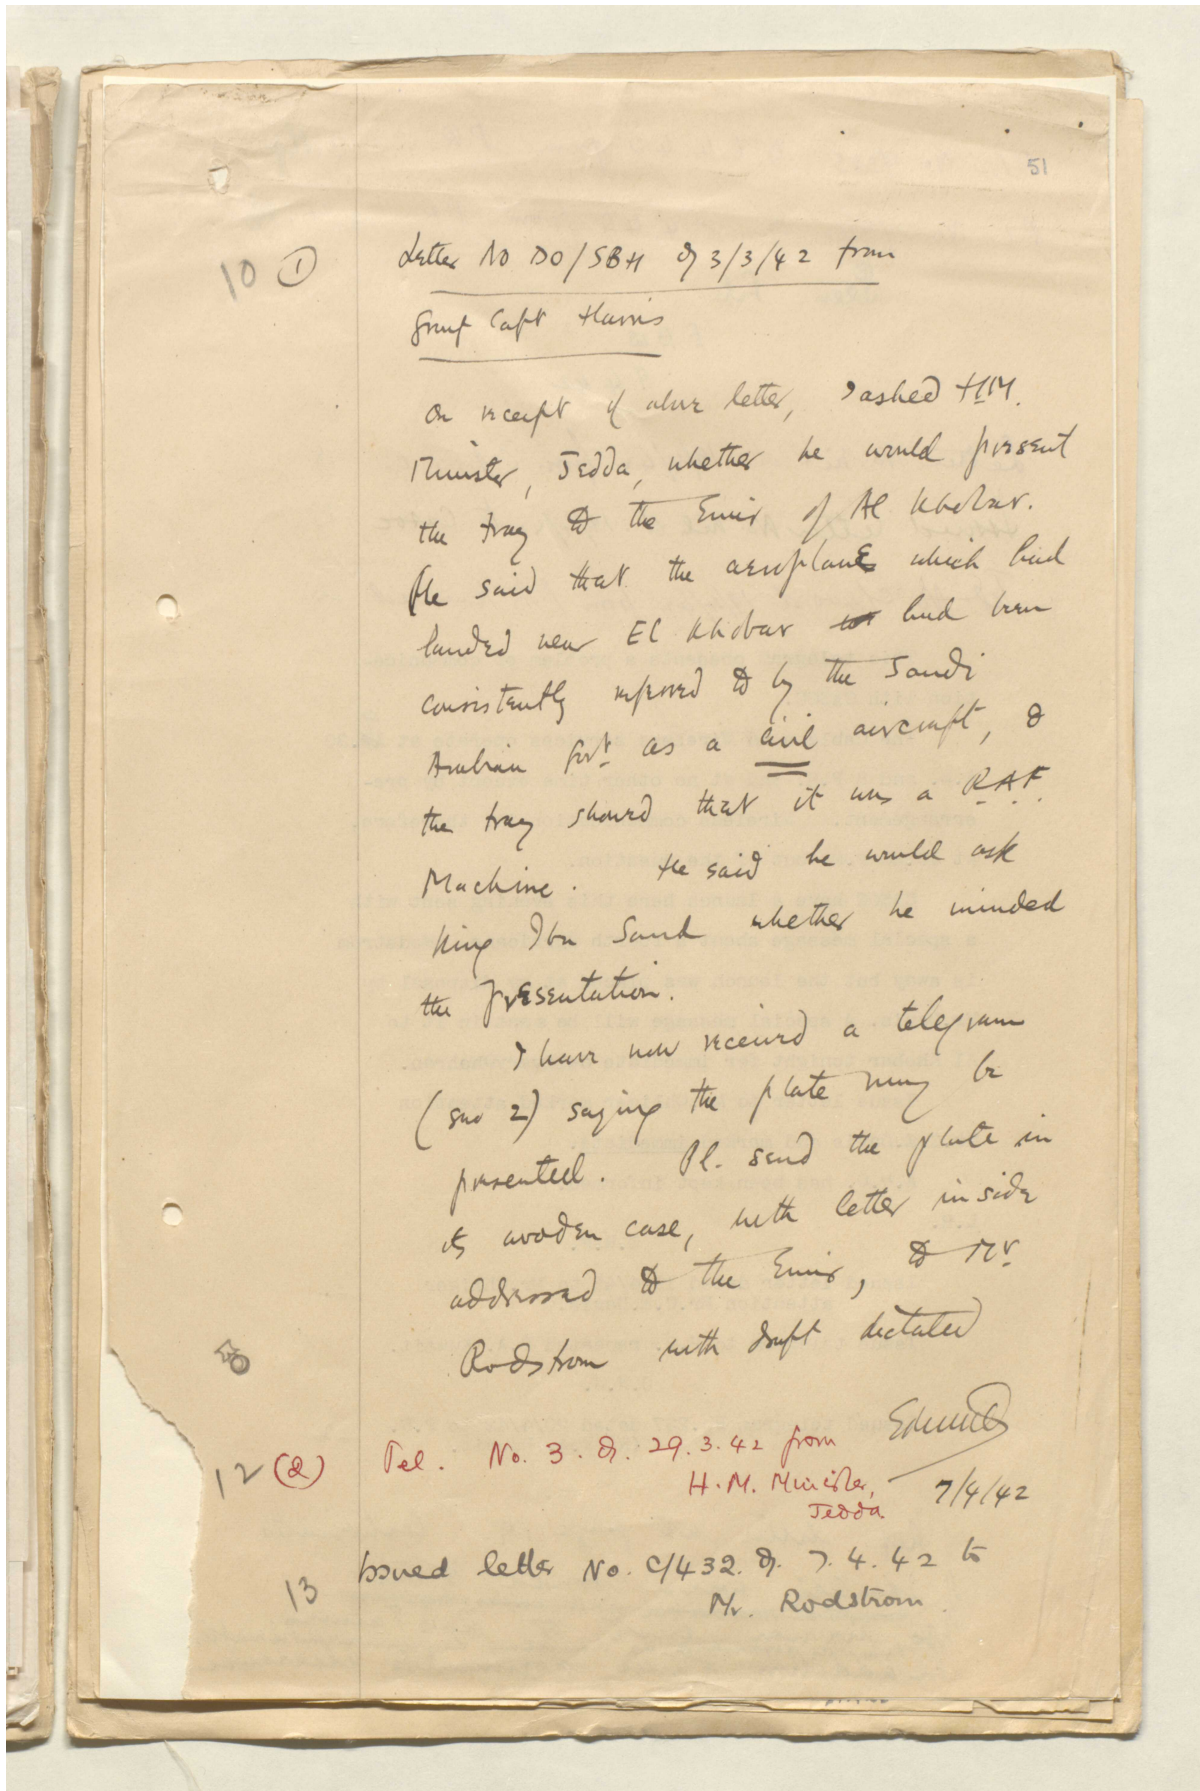 51
10 (1) Letter No DO/SBH of 3/3/42 from
Group Capt Harris
On receipt of above letter, I asked H.M.
Minister, Jedda, whether he would present
the tray to the Emir of Al Khobar.
He said that the aeroplane which had
landed near El Khobar had been
consistently referred to by the Saudi
Arabian Govt. as a civil aircraft, &
the tray showed that it was a R.A.F.
Machine. He said he would ask
King Ibn Saud whether he minded
the presentation.
I have now received a telegram
(sno 2) saying the plate may be
presented. Pl. send the plate in
its wooden case, with letter inside
addressed to the Emir, to Mr.
Rodstrom with draft dictated
12 (2) Tel. No. 3. of. 29.3.42 from
H.M. Minister,
Jedda
7/4/42
13 Issued letter No. C/432. of. 7.4.42 to
Mr. Rodstrom.